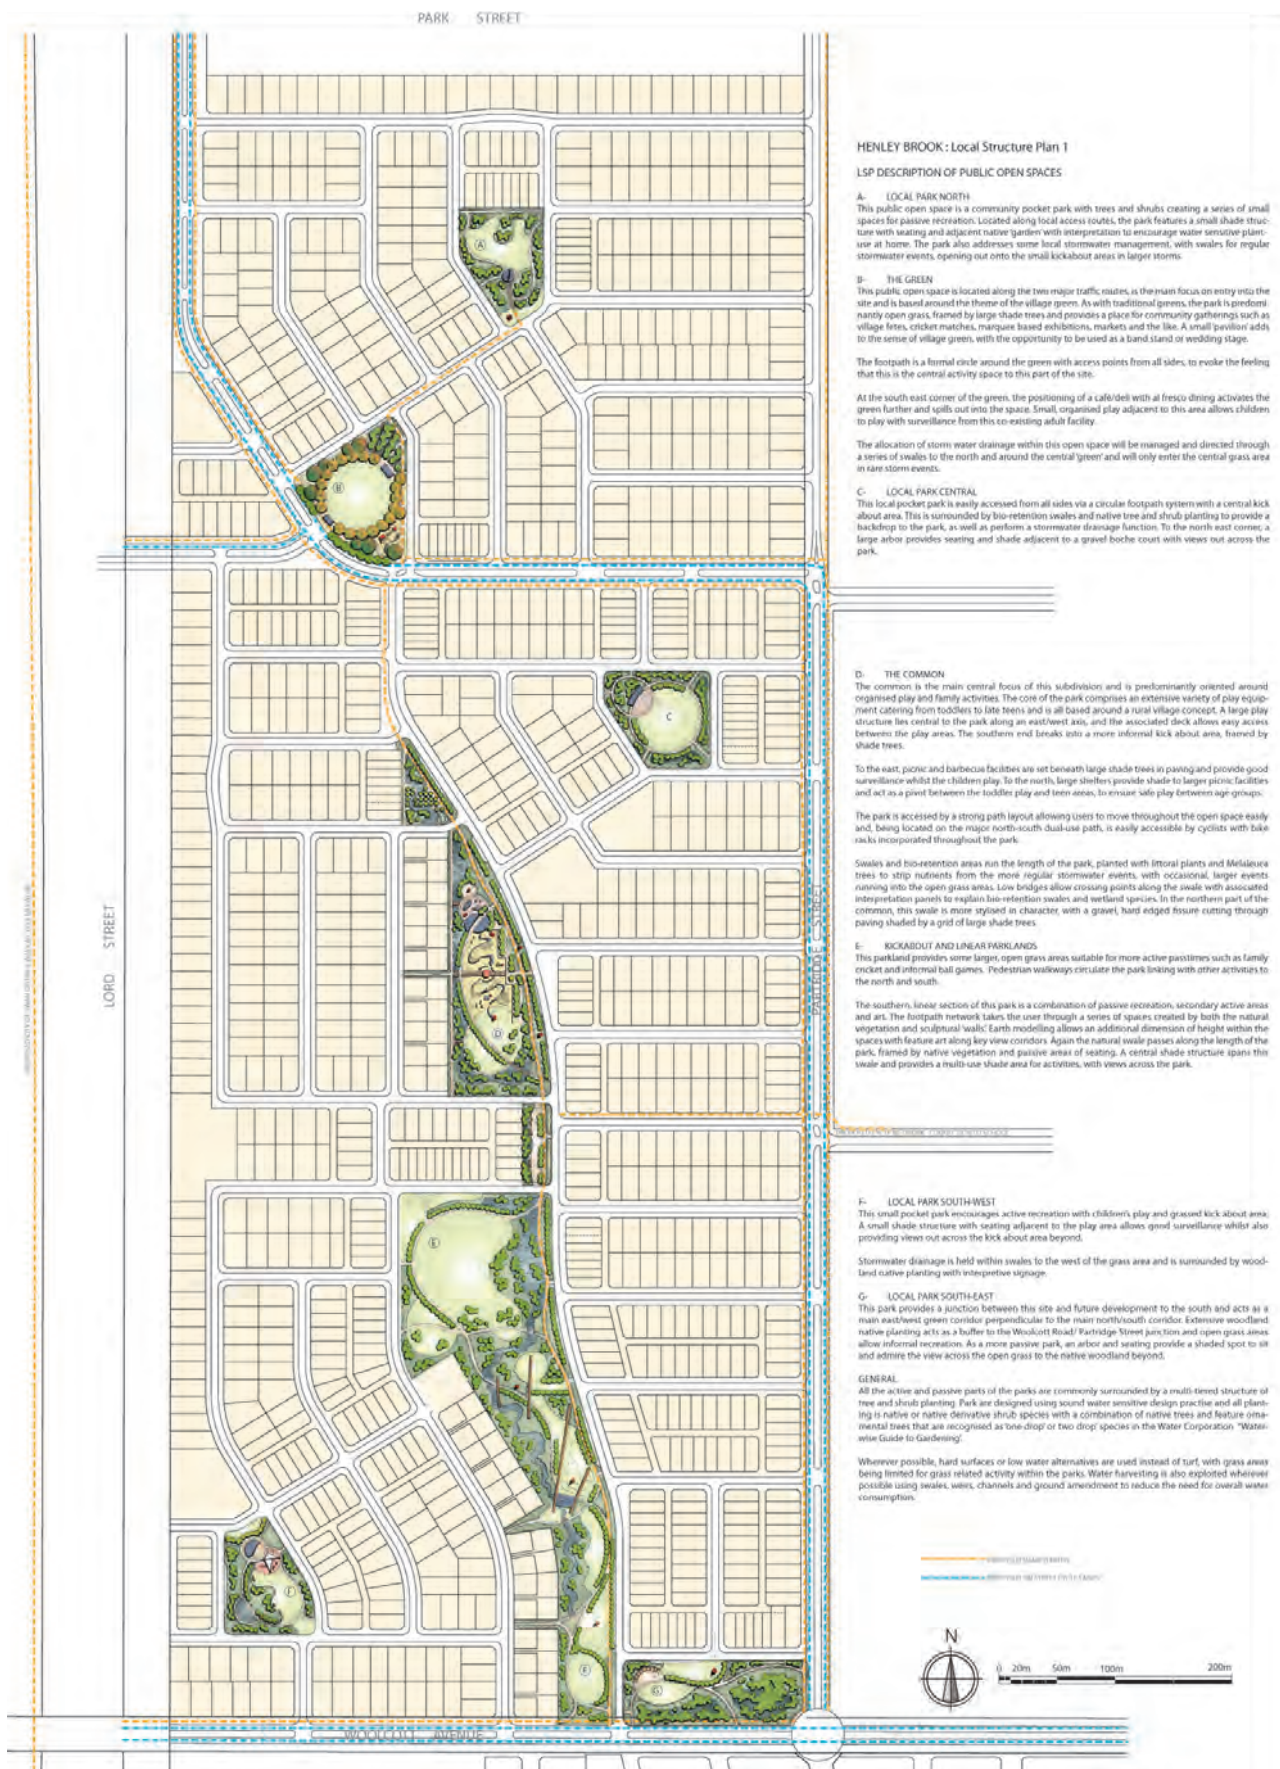 PARK STREET
HENLEY BROOK : Local Structure Plan 1
LSP DESCRIPTION OF PUBLIC OPEN SPACES
A- LOCAL PARK NORTH
This public open space is a community pocket park with trees and shrubs creating a series of small
spaces for passive recreation. Located along local access routes, the park features a small shade struc-
ture with seating and adjacent native 'garden' with interpretation to encourage water sensitive plant-
use at home. The park also addresses some local stormwater management, with swales for regular
stormwater events, opening out onto the small kickabout areas in larger storms.
B- THE GREEN
This public open space is located along the two major traffic routes, is the main focus on entry into the
site and is based around the theme of the village green. As with traditional greens, the park is predomi-
nantly open grass, framed by large shade trees and provides a place for community gatherings such as
village fetes, cricket matches, marquee based exhibitions, markets and the like. A small 'pavilion' adds
to the sense of village green, with the opportunity to be used as a band stand or wedding stage.
The footpath is a formal circle around the green with access points from all sides, to evoke the feeling
that this is the central activity space to this part of the site.
At the south east corner of the green, the positioning of a café/deli with al fresco dining activates the
green further and spills out into the space. Small, organised play adjacent to this area allows children
to play with surveillance from this co-existing adult facility.
The allocation of storm water drainage within this open space will be managed and directed through
a series of swales to the north and around the central 'green' and will only enter the central grass area
in rare storm events.
C- LOCAL PARK CENTRAL
This local pocket park is easily accessed from all sides via a circular footpath system with a central kick
about area. This is surrounded by bio-retention swales and native tree and shrub planting to provide a
backdrop to the park, as well as perform a stormwater drainage function. To the north east corner, a
large arbor provides seating and shade adjacent to a gravel boche court with views out across the
park.
D- THE COMMON
The common is the main central focus of this subdivision and is predominantly oriented around
organised play and family activities. The core of the park comprises an extensive variety of play equip-
ment catering from toddlers to late teens and is all based around a rural village concept. A large play
structure lies central to the park along an east/west axis, and the associated deck allows easy access
between the play areas. The southern end breaks into a more informal kick about area, framed by
shade trees.
To the east, picnic and barbecue facilities are set beneath large shade trees in paving and provide good
surveillance whilst the children play. To the north, large shelters provide shade to larger picnic facilities
and act as a pivot between the toddler play and teen areas, to ensure safe play between age groups.
The park is accessed by a strong path layout allowing users to move throughout the open space easily
and, being located on the major north-south dual-use path, is easily accessible by cyclists with bike
racks incorporated throughout the park.
Swales and bio-retention areas run the length of the park, planted with littoral plants and Melaleuca
trees to strip nutrients from the more regular stormwater events, with occasional, larger events
running into the open grass areas. Low bridges allow crossing points along the swale with associated
interpretation panels to explain bio-retention swales and wetland species. In the northern part of the
common, this swale is more stylised in character, with a gravel, hard edged fissure cutting through
paving shaded by a grid of large shade trees.
E- KICKABOUT AND LINEAR PARKLANDS
This parkland provides some larger, open grass areas suitable for more active passtimes such as family
cricket and informal ball games. Pedestrian walkways circulate the park linking with other activities to
the north and south.
The southern, linear section of this park is a combination of passive recreation, secondary active areas
and art. The footpath network takes the user through a series of spaces created by both the natural
vegetation and sculptural 'walls'. Earth modelling allows an additional dimension of height within the
spaces with feature art along key view corridors. Again the natural swale passes along the length of the
park, framed by native vegetation and passive areas of seating. A central shade structure spans this
swale and provides a multi-use shade area for activities, with views across the park.
F- LOCAL PARK SOUTH-WEST
This small pocket park encourages active recreation with children's play and grassed kick about area.
A small shade structure with seating adjacent to the play area allows good surveillance whilst also
providing views out across the kick about area beyond.
Stormwater drainage is held within swales to the west of the grass area and is surrounded by wood-
land native planting with interpretive signage.
G- LOCAL PARK SOUTH-EAST
This park provides a junction between this site and future development to the south and acts as a
main east/west green corridor perpendicular to the main north/south corridor. Extensive woodland
native planting acts as a buffer to the Woolcott Road/ Partridge Street junction and open grass areas
allow informal recreation. As a more passive park, an arbor and seating provide a shaded spot to sit
and admire the view across the open grass to the native woodland beyond.
GENERAL
All the active and passive parts of the parks are commonly surrounded by a multi-tiered structure of
tree and shrub planting. Park are designed using sound water sensitive design practise and all plant-
ing is native or native derivative shrub species with a combination of native trees and feature orna-
mental trees that are recognised as 'one drop' or two drop' species in the Water Corporation "Water-
wise Guide to Gardening'.
Wherever possible, hard surfaces or low water alternatives are used instead of turf, with grass areas
being limited for grass related activity within the parks. Water harvesting is also exploited wherever
possible using swales, weirs, channels and ground amendment to reduce the need for overall water
consumption.
LORD STREET
PARTRIDGE STREET
WOOLCOTT AVENUE
A
B
C
D
E
F
E
G
N
0 20m 50m 100m 200m